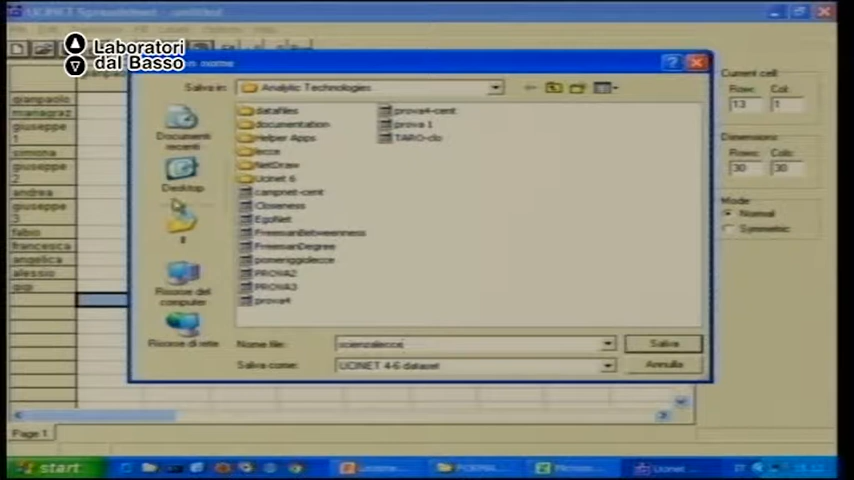 UCINET Spreadsheet - untitled
Laboratori
dal Basso
nome
Salva in:
Analytic Technologies
Documenti
recenti
Desktop
Risorse del
computer
Risorse di rete
datafiles
documentation
Helper Apps
lecce
NetDraw
Ucinet 6
campnet-cent
Closeness
EgoNet
FreemanBetweenness
FreemanDegree
pomeriggiolecce
PROVA2
PROVA3
prova4
prova4-cent
prova 1
TARO-clo
Nome file:
scienzalecce
Salva
Salva come:
UCINET 4-6 dataset
Annulla
gianpaolo
mariagraz
giuseppe
1
simona
giuseppe
2
andrea
giuseppe
3
fabio
francesca
angelica
alessio
gigi
Current cell
Row:
Col:
13
1
Dimensions
Rows:
Cols:
30
30
Mode
Normal
Symmetric
Page 1
start